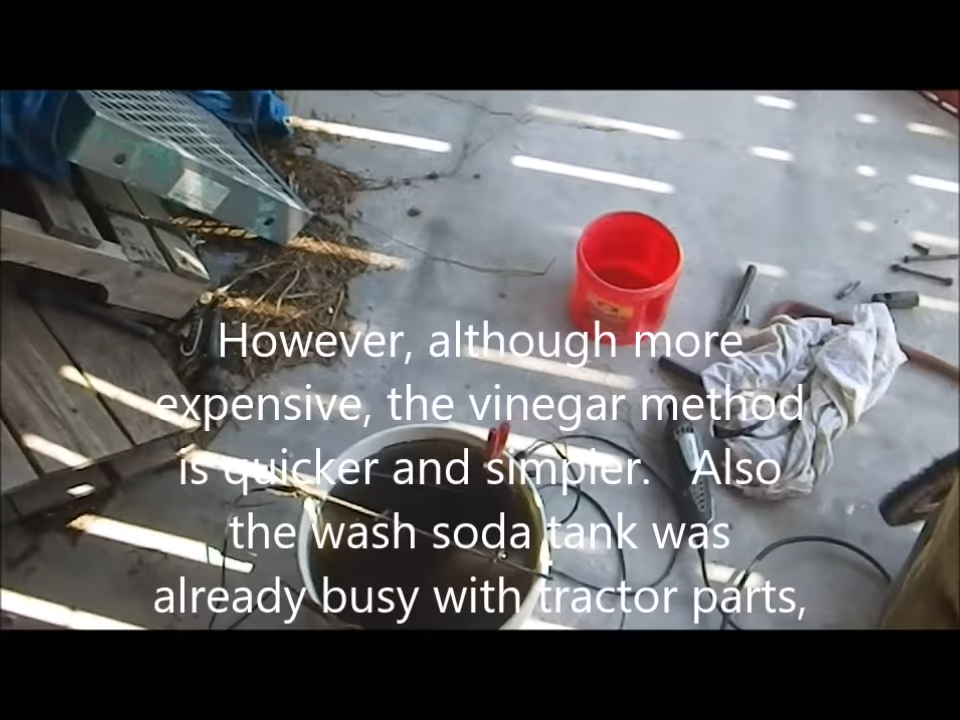 However, although more
expensive, the vinegar method
is quicker and simpler. Also
the wash soda tank was
already busy with tractor parts,